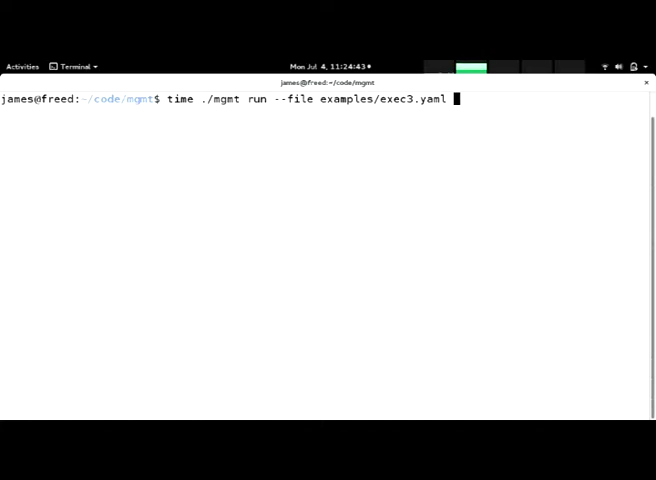 Activities Terminal Mon Jul 4, 11:24:43
james@freed:~/code/mgmt
james@freed:~/code/mgmt$ time ./mgmt run --file examples/exec3.yaml